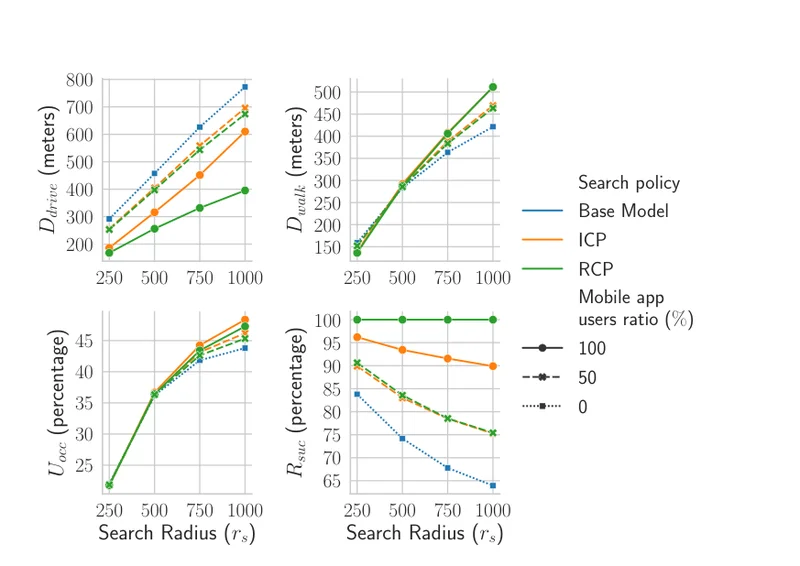 800
700
600
500
400
300
200
D_drive (meters)
250 500 750 1000
500
450
400
350
300
250
200
150
D_walk (meters)
250 500 750 1000
45
40
35
30
25
U_occ (percentage)
250 500 750 1000
Search Radius (r_s)
100
95
90
85
80
75
70
65
R_suc (percentage)
250 500 750 1000
Search Radius (r_s)
Search policy
Base Model
ICP
RCP
Mobile app
users ratio (%)
100
50
0